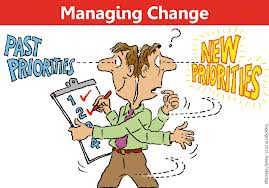 Managing Change
PAST
PRIORITIES
NEW
PRIORITIES
?
1
2
3